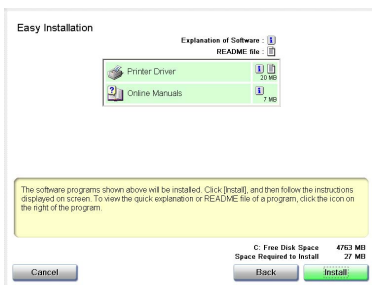 Easy Installation
Explanation of Software :
README file :
Printer Driver
20 MB
Online Manuals
7 MB
The software programs shown above will be installed. Click [Install], and then follow the instructions
displayed on screen. To view the quick explanation or README file of a program, click the icon on
the right of the program.
C: Free Disk Space 4763 MB
Space Required to Install 27 MB
Cancel Back Install